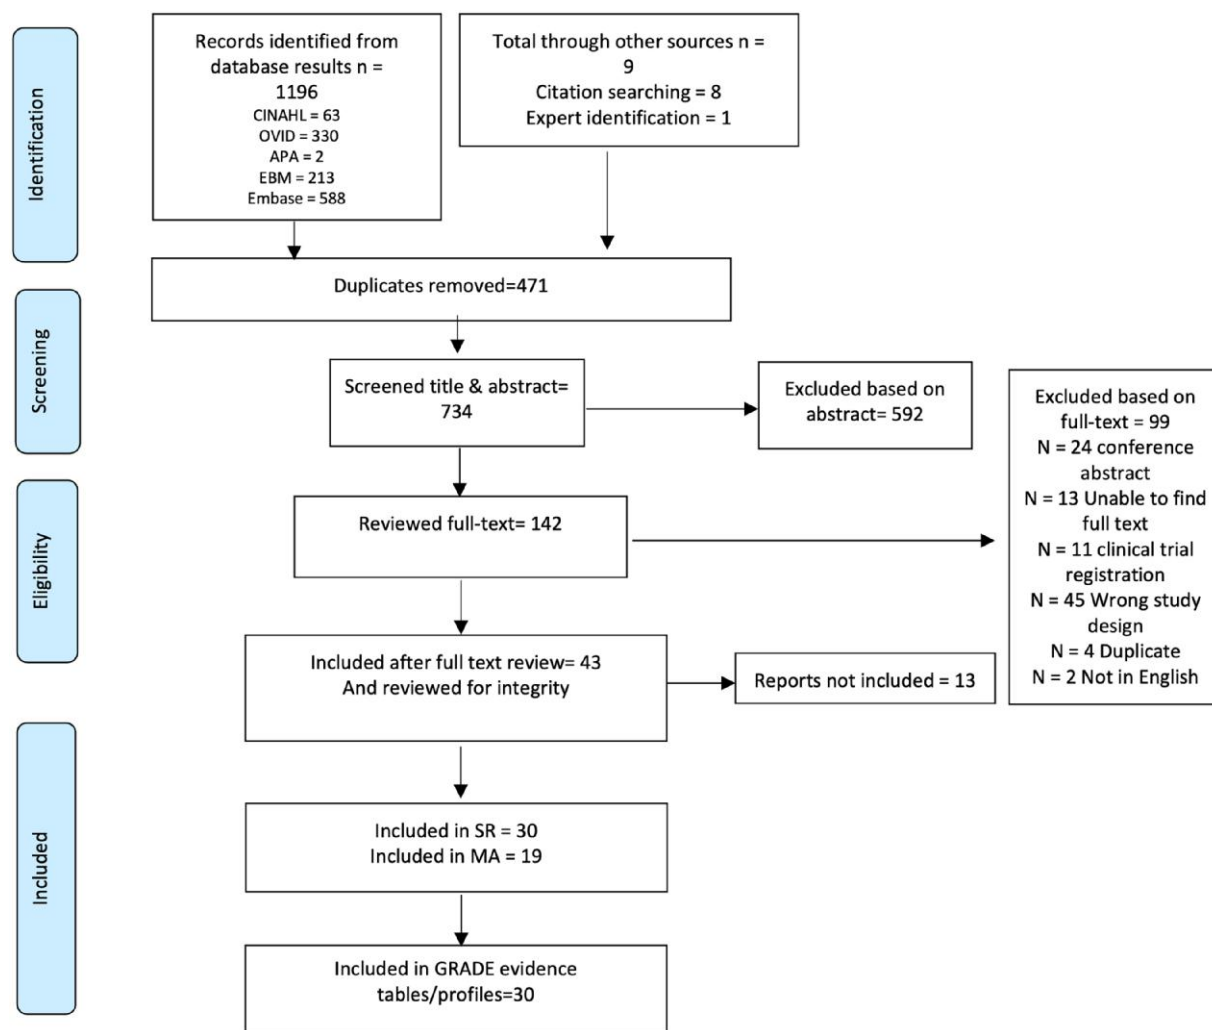 Identification
Records identified from
database results n =
1196
CINAHL = 63
OVID = 330
APA = 2
EBM = 213
Embase = 588
Total through other sources n =
9
Citation searching = 8
Expert identification = 1
Duplicates removed=471
Screening
Screened title & abstract=
734
Excluded based on
abstract= 592
Excluded based on
full-text = 99
N = 24 conference
abstract
N = 13 Unable to find
full text
N = 11 clinical trial
registration
N = 45 Wrong study
design
N = 4 Duplicate
N = 2 Not in English
Eligibility
Reviewed full-text= 142
Included after full text review= 43
And reviewed for integrity
Reports not included = 13
Included
Included in SR = 30
Included in MA = 19
Included in GRADE evidence
tables/profiles=30